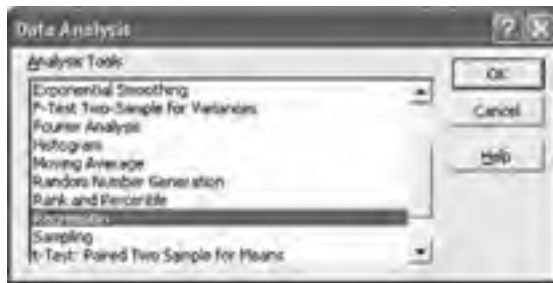 Data Analysis
Analysis Tools
OK
Exponential Smoothing
F-Test Two-Sample for Variances
Fourier Analysis
Histogram
Moving Average
Random Number Generation
Rank and Percentile
Regression
Sampling
t-Test: Paired Two Sample for Means
Cancel
Help